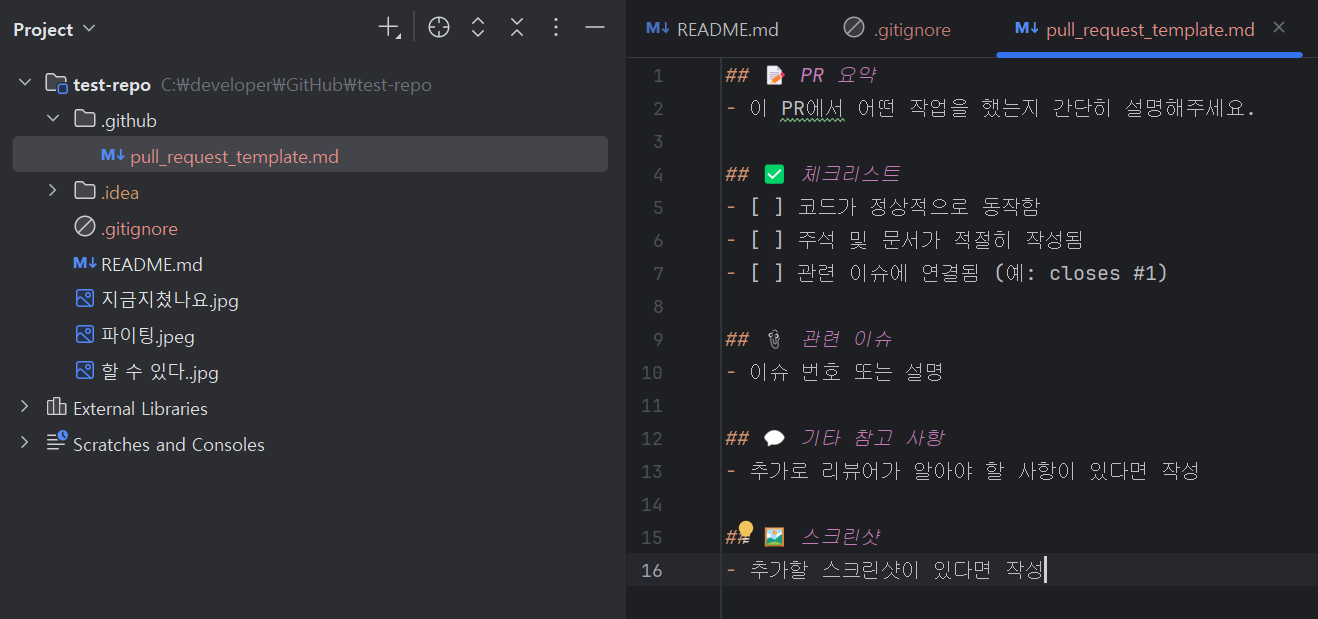 Project
test-repo C:₩developer₩GitHub₩test-repo
.github
M↓ pull_request_template.md
.idea
.gitignore
M↓ README.md
지금지쳤나요.jpg
파이팅.jpeg
할 수 있다..jpg
External Libraries
Scratches and Consoles
M↓ README.md .gitignore M↓ pull_request_template.md
1 ## 📝 PR 요약
2 - 이 PR에서 어떤 작업을 했는지 간단히 설명해주세요.
3
4 ## ✅ 체크리스트
5 - [ ] 코드가 정상적으로 동작함
6 - [ ] 주석 및 문서가 적절히 작성됨
7 - [ ] 관련 이슈에 연결됨 (예: closes #1)
8
9 ## 📎 관련 이슈
10 - 이슈 번호 또는 설명
11
12 ## 💬 기타 참고 사항
13 - 추가로 리뷰어가 알아야 할 사항이 있다면 작성
14
15 ## 🖼️ 스크린샷
16 - 추가할 스크린샷이 있다면 작성